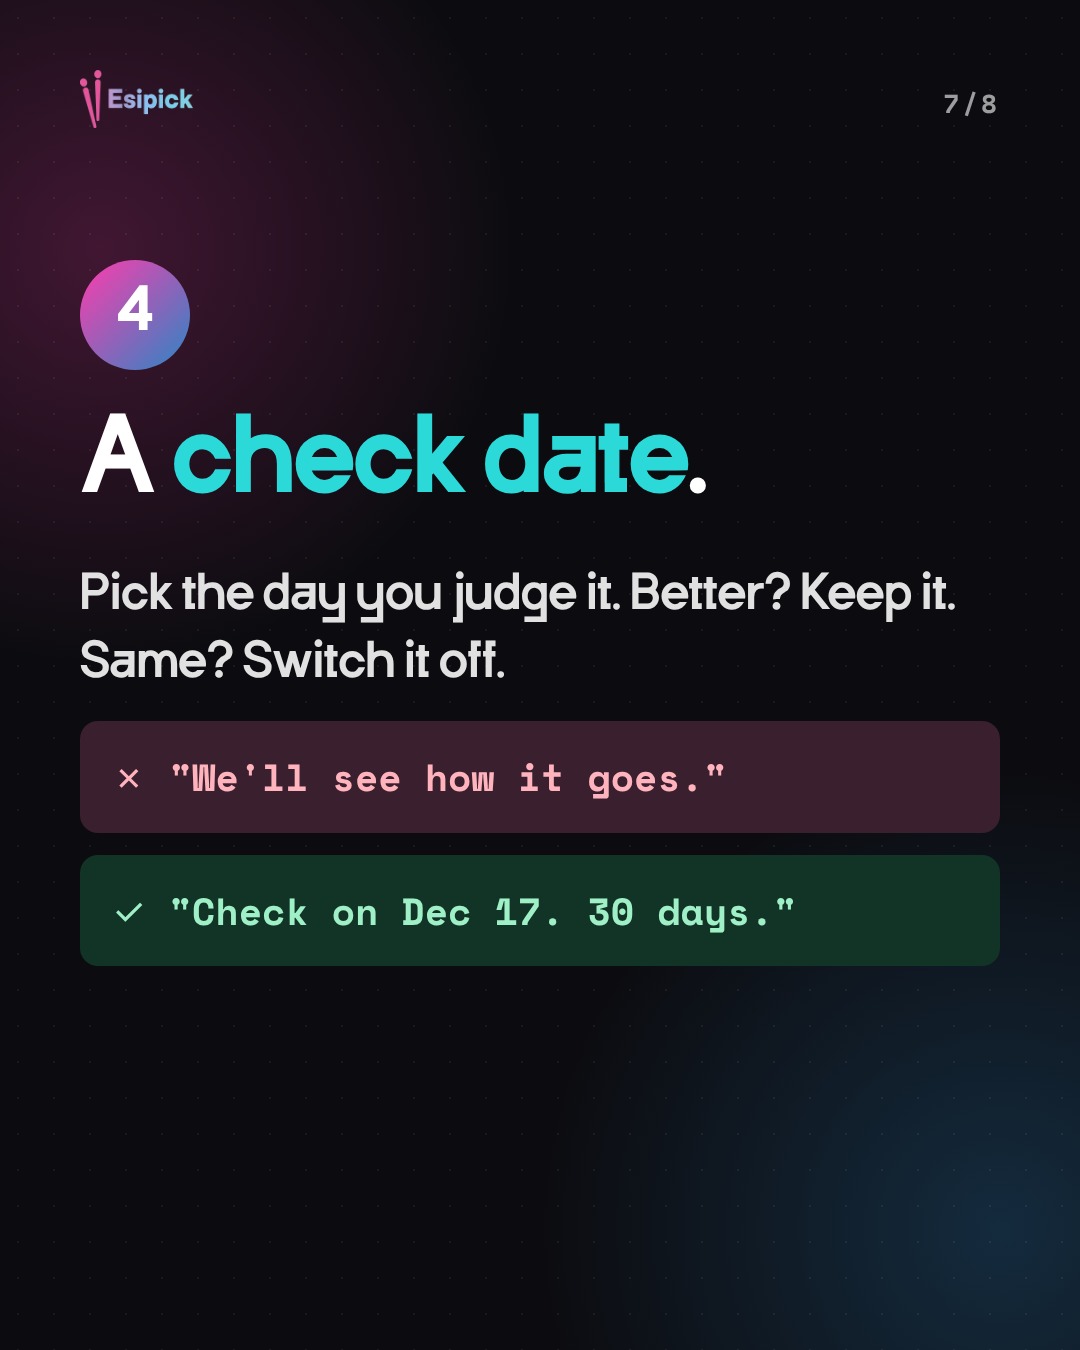 Esipick
7/8
4
A check date.
Pick the day you judge it. Better? Keep it.
Same? Switch it off.
✕ "We'll see how it goes."
✓ "Check on Dec 17. 30 days."